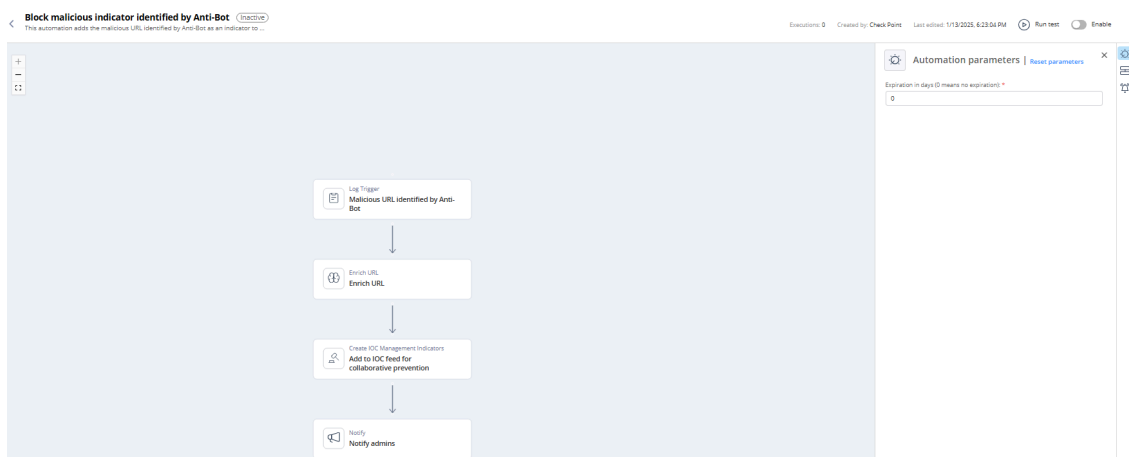 Block malicious indicator identified by Anti-Bot Inactive
This automation adds the malicious URL identified by Anti-Bot as an indicator to ...
Executions: 0 Created by: Check Point Last edited: 1/13/2025, 6:23:04 PM Run test Enable
Automation parameters | Reset parameters
Expiration in days (0 means no expiration): *
0
Log Trigger
Malicious URL identified by Anti-
Bot
Enrich URL
Enrich URL
Create IOC Management Indicators
Add to IOC feed for
collaborative prevention
Notify
Notify admins